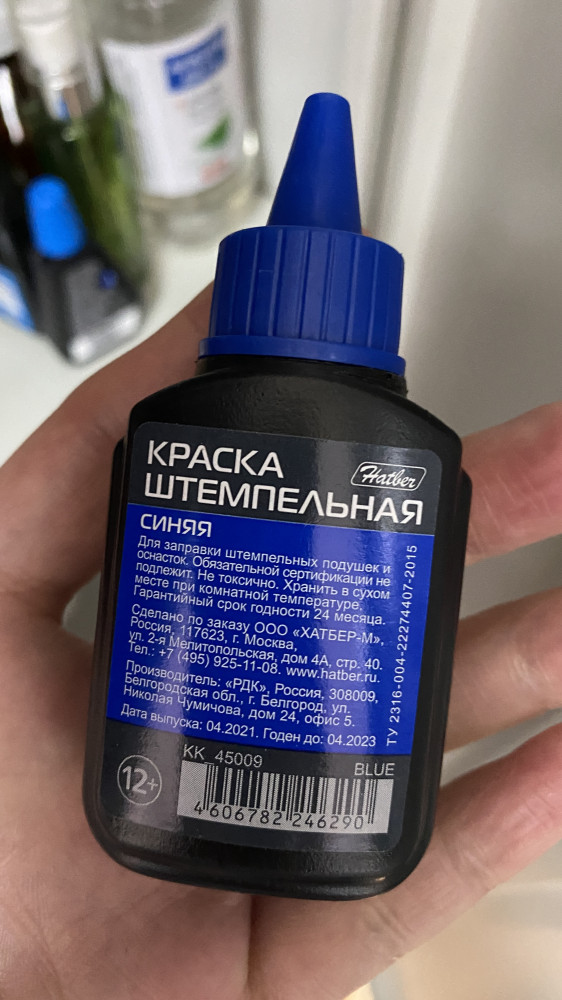 КРАСКА
ШТЕМПЕЛЬНАЯ
Hatber
СИНЯЯ
Для заправки штемпельных подушек и
оснасток. Обязательной сертификации не
подлежит. Не токсично. Хранить в сухом
месте при комнатной температуре.
Гарантийный срок годности 24 месяца.
Сделано по заказу ООО «ХАТБЕР-М»,
Россия, 117623, г. Москва,
ул. 2-я Мелитопольская, дом 4А, стр. 40.
Тел.: +7 (495) 925-11-08. www.hatber.ru.
Производитель: «РДК», Россия, 308009,
Белгородская обл., г. Белгород, ул.
Николая Чумичова, дом 24, офис 5.
Дата выпуска: 04.2021. Годен до: 04.2023
ТУ 2316-004-22274407-2015
КК 45009
BLUE
12+
4 606782 246290